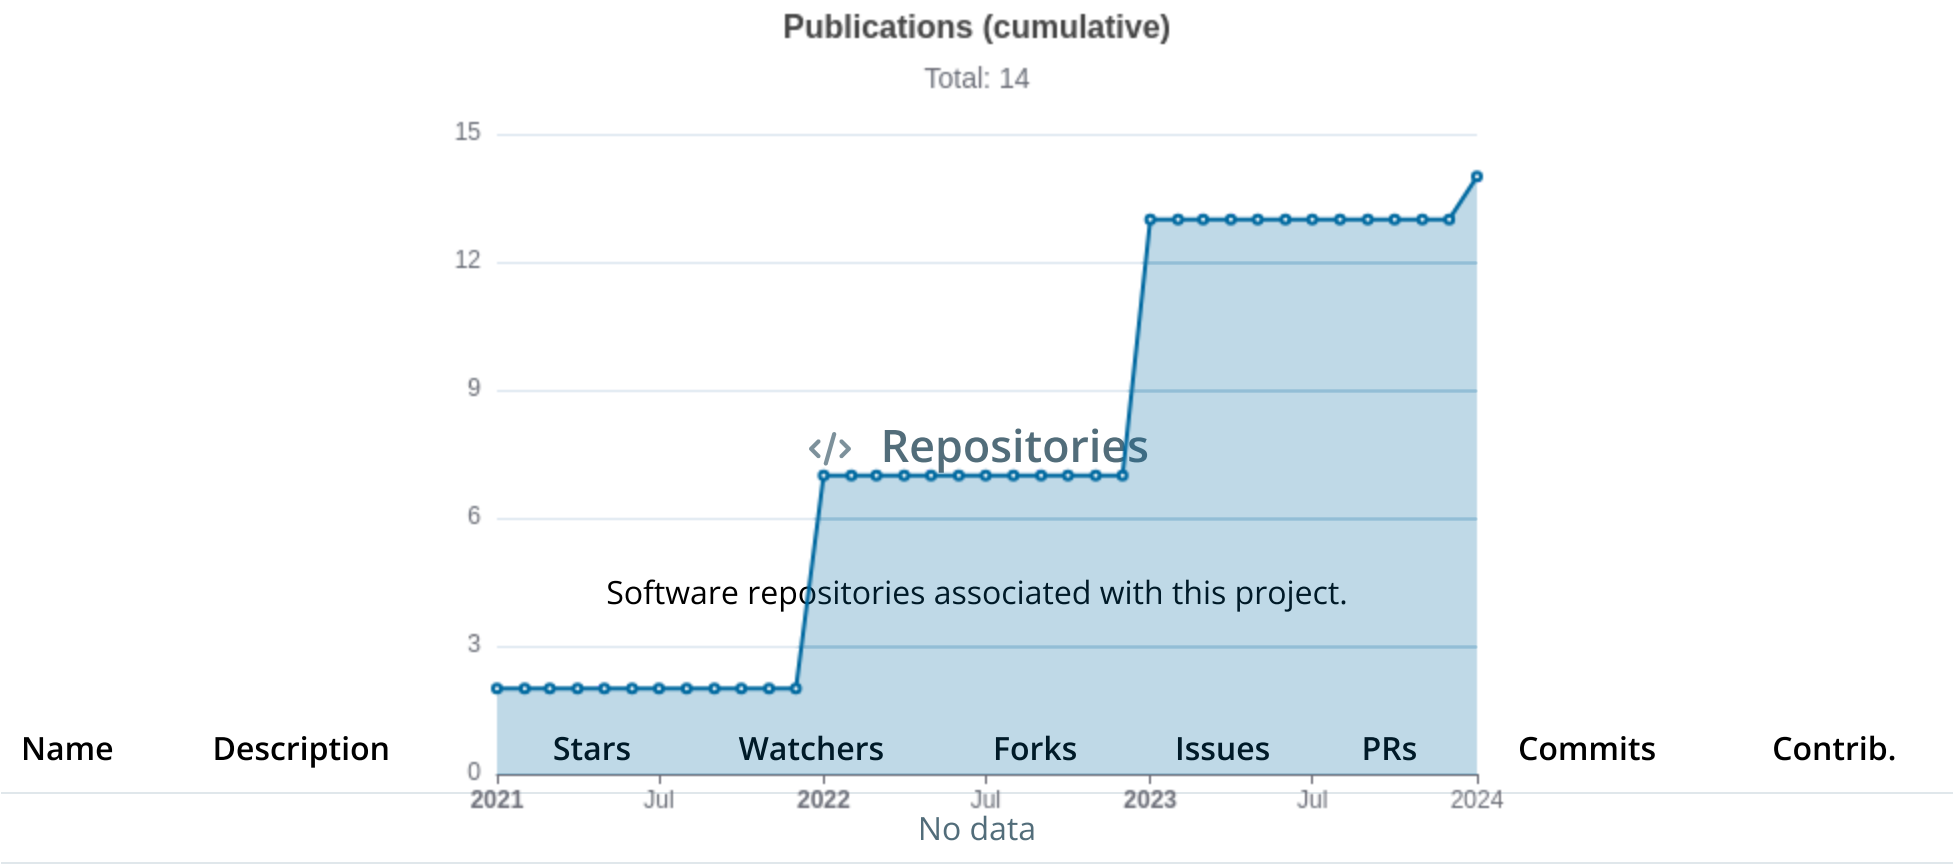 Publications (cumulative)
Total: 14
15
12
9
</> Repositories
6
Software repositories associated with this project.
3
Name Description Stars Watchers Forks Issues PRs Commits Contrib.
0
2021 Jul 2022 Jul 2023 Jul 2024
No data